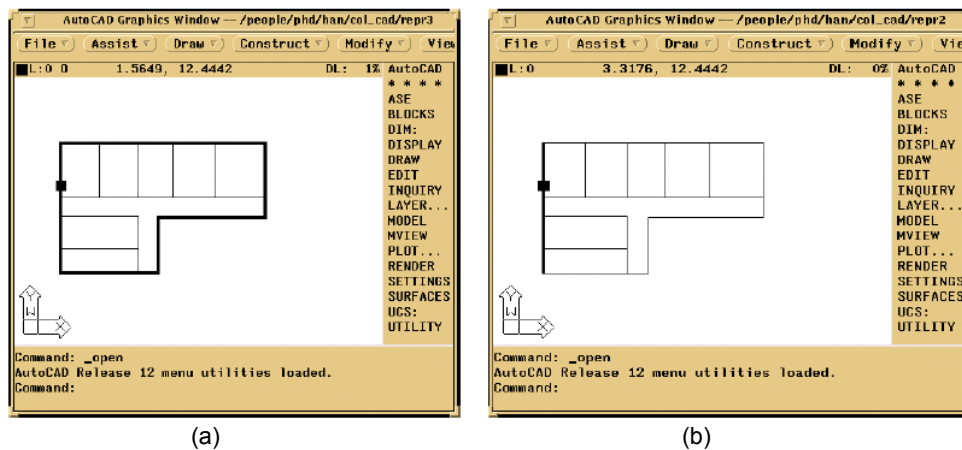 AutoCAD Graphics Window -- /people/phd/han/col_cad/repr3
File Assist Draw Construct Modify View
L:0 O 1.5649, 12.4442 DL: 1% AutoCAD
* * * *
ASE
BLOCKS
DIM:
DISPLAY
DRAW
EDIT
INQUIRY
LAYER...
MODEL
MVIEW
PLOT...
RENDER
SETTINGS
SURFACES
UCS:
UTILITY
Y
W
X
Command: _open
AutoCAD Release 12 menu utilities loaded.
Command:
(a)
AutoCAD Graphics Window -- /people/phd/han/col_cad/repr2
File Assist Draw Construct Modify Vie
L:0 3.3176, 12.4442 DL: 0% AutoCAD
* * * *
ASE
BLOCKS
DIM:
DISPLAY
DRAW
EDIT
INQUIRY
LAYER...
MODEL
MVIEW
PLOT...
RENDER
SETTINGS
SURFACES
UCS:
UTILITY
Y
W
X
Command: _open
AutoCAD Release 12 menu utilities loaded.
Command:
(b)